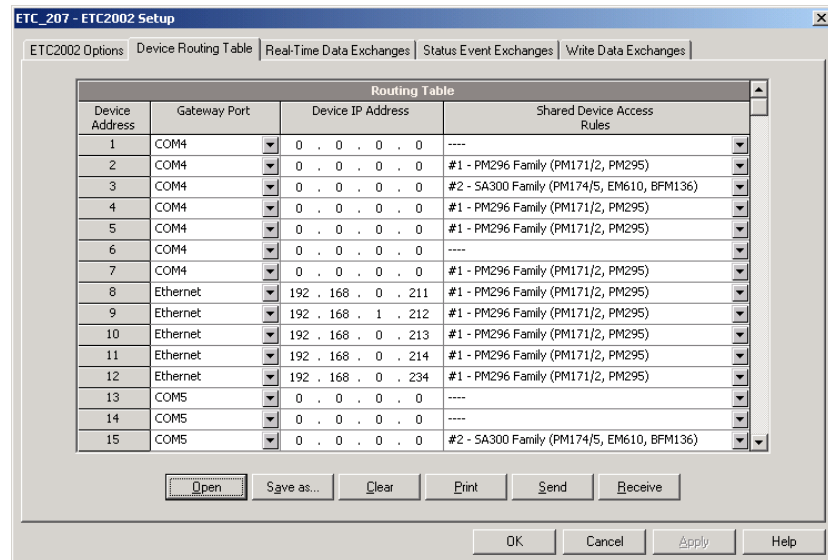 ETC_207 - ETC2002 Setup
ETC2002 Options Device Routing Table Real-Time Data Exchanges Status Event Exchanges Write Data Exchanges
Routing Table
Device Address Gateway Port Device IP Address Shared Device Access Rules
1 COM4 0 . 0 . 0 . 0 ----
2 COM4 0 . 0 . 0 . 0 #1 - PM296 Family (PM171/2, PM295)
3 COM4 0 . 0 . 0 . 0 #2 - SA300 Family (PM174/5, EM610, BFM136)
4 COM4 0 . 0 . 0 . 0 #1 - PM296 Family (PM171/2, PM295)
5 COM4 0 . 0 . 0 . 0 #1 - PM296 Family (PM171/2, PM295)
6 COM4 0 . 0 . 0 . 0 ----
7 COM4 0 . 0 . 0 . 0 #1 - PM296 Family (PM171/2, PM295)
8 Ethernet 192 . 168 . 0 . 211 #1 - PM296 Family (PM171/2, PM295)
9 Ethernet 192 . 168 . 1 . 212 #1 - PM296 Family (PM171/2, PM295)
10 Ethernet 192 . 168 . 0 . 213 #1 - PM296 Family (PM171/2, PM295)
11 Ethernet 192 . 168 . 0 . 214 #1 - PM296 Family (PM171/2, PM295)
12 Ethernet 192 . 168 . 0 . 234 #1 - PM296 Family (PM171/2, PM295)
13 COM5 0 . 0 . 0 . 0 ----
14 COM5 0 . 0 . 0 . 0 ----
15 COM5 0 . 0 . 0 . 0 #2 - SA300 Family (PM174/5, EM610, BFM136)
Open Save as... Clear Print Send Receive
OK Cancel Apply Help